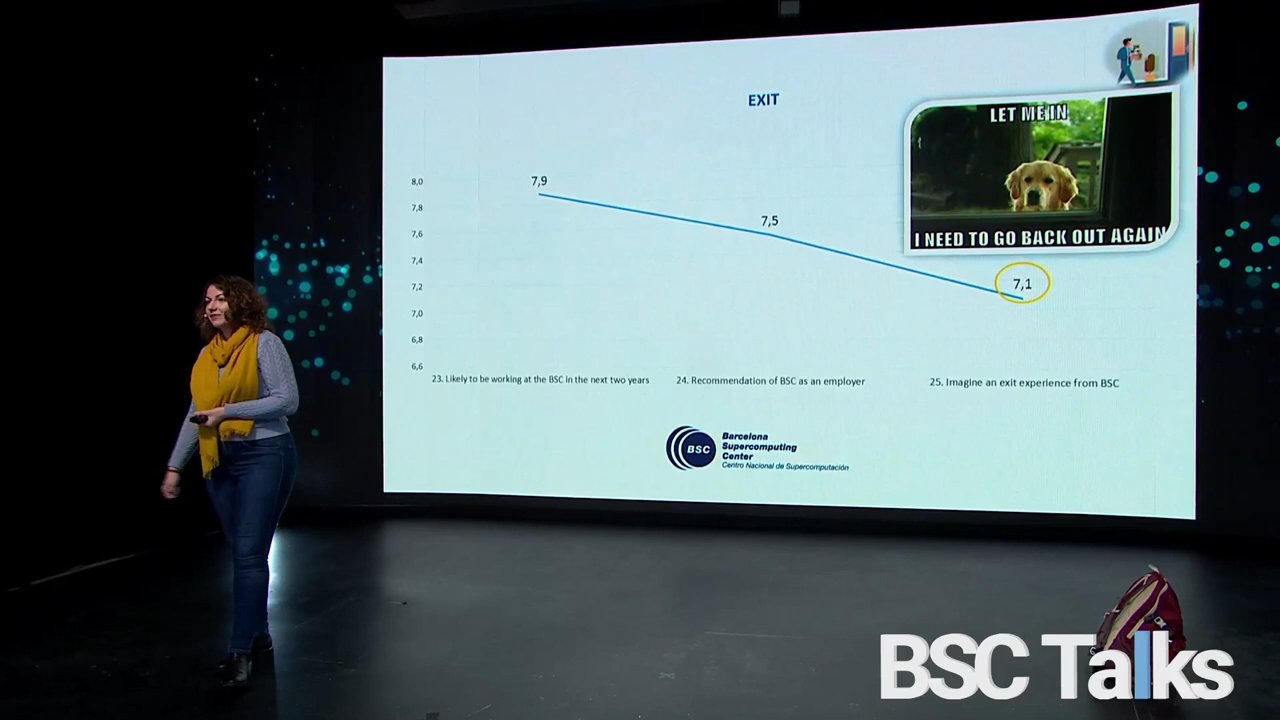 EXIT
LET ME IN
I NEED TO GO BACK OUT AGAIN
8,0
7,8
7,6
7,4
7,2
7,0
6,8
6,6
7,9
7,5
7,1
23. Likely to be working at the BSC in the next two years
24. Recommendation of BSC as an employer
25. Imagine an exit experience from BSC
BSC
Barcelona
Supercomputing
Center
Centro Nacional de Supercomputación
BSC Talks